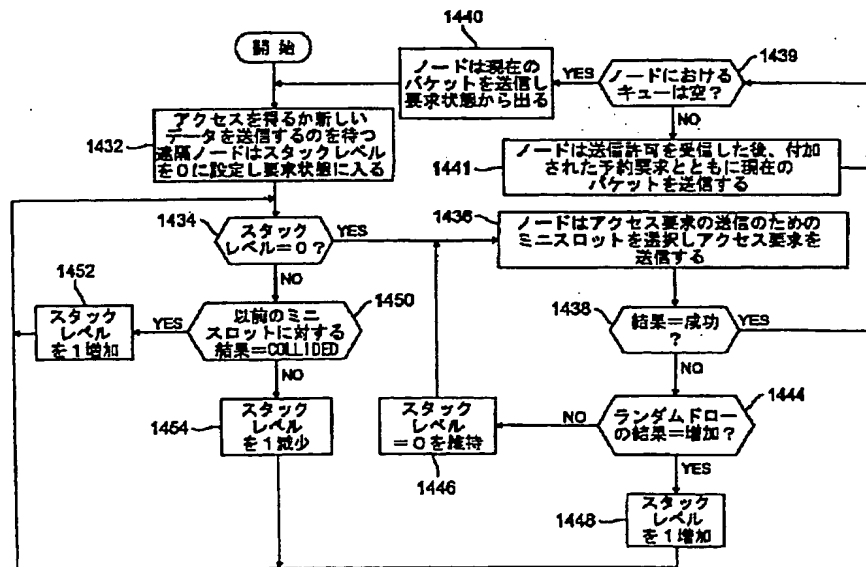 1440
開始
ノードは現在の
パケットを送信し
要求状態から出る
YES
ノードにおける
キューは空?
1439
NO
1432
アクセスを得るか新しい
データを送信するのを待つ
遠隔ノードはスタックレベル
を0に設定し要求状態に入る
1441
ノードは送信許可を受信した後、付加
された予約要求とともに現在の
パケットを送信する
1434
スタック
レベル=0?
YES
NO
1436
ノードはアクセス要求の送信のための
ミニスロットを選択しアクセス要求を
送信する
1452
スタック
レベル
を1増加
YES
以前のミニ
スロットに対する
結果=COLLIDED
1450
NO
1438
結果=成功
?
YES
NO
1454
スタック
レベル
を1減少
スタック
レベル
=0を維持
1446
NO
ランダムドロー
の結果=増加?
1444
YES
1448
スタック
レベル
を1増加